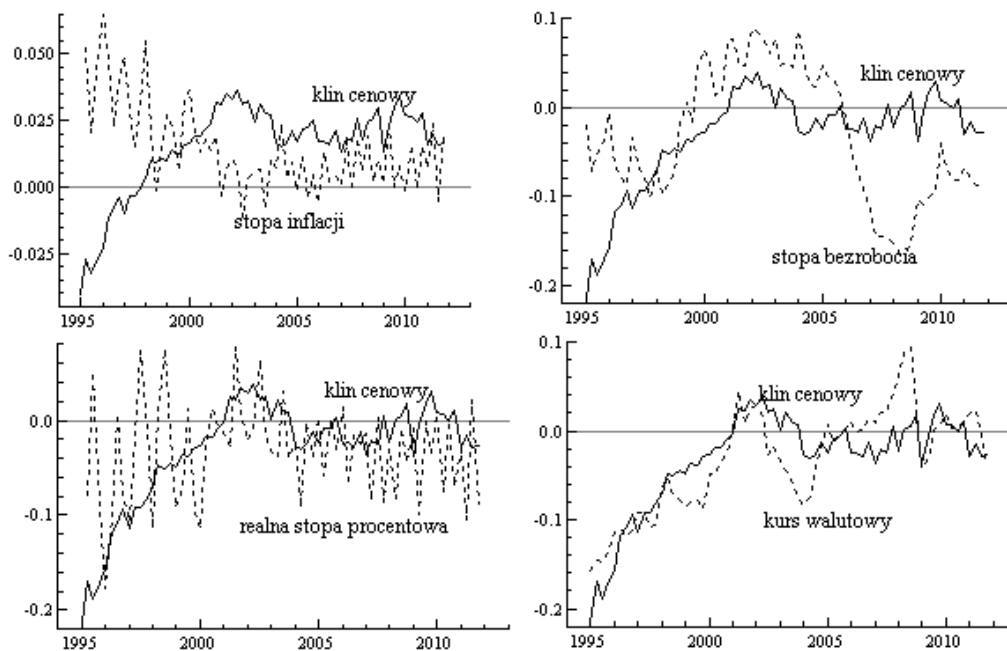 0.050
klin cenowy
0.025
0.000
stopa inflacji
-0.025
1995 2000 2005 2010
0.1
klin cenowy
0.0
-0.1
stopa bezrobocia
-0.2
1995 2000 2005 2010
klin cenowy
0.0
-0.1
realna stopa procentowa
-0.2
1995 2000 2005 2010
0.1
klin cenowy
0.0
-0.1
kurs walutowy
-0.2
1995 2000 2005 2010